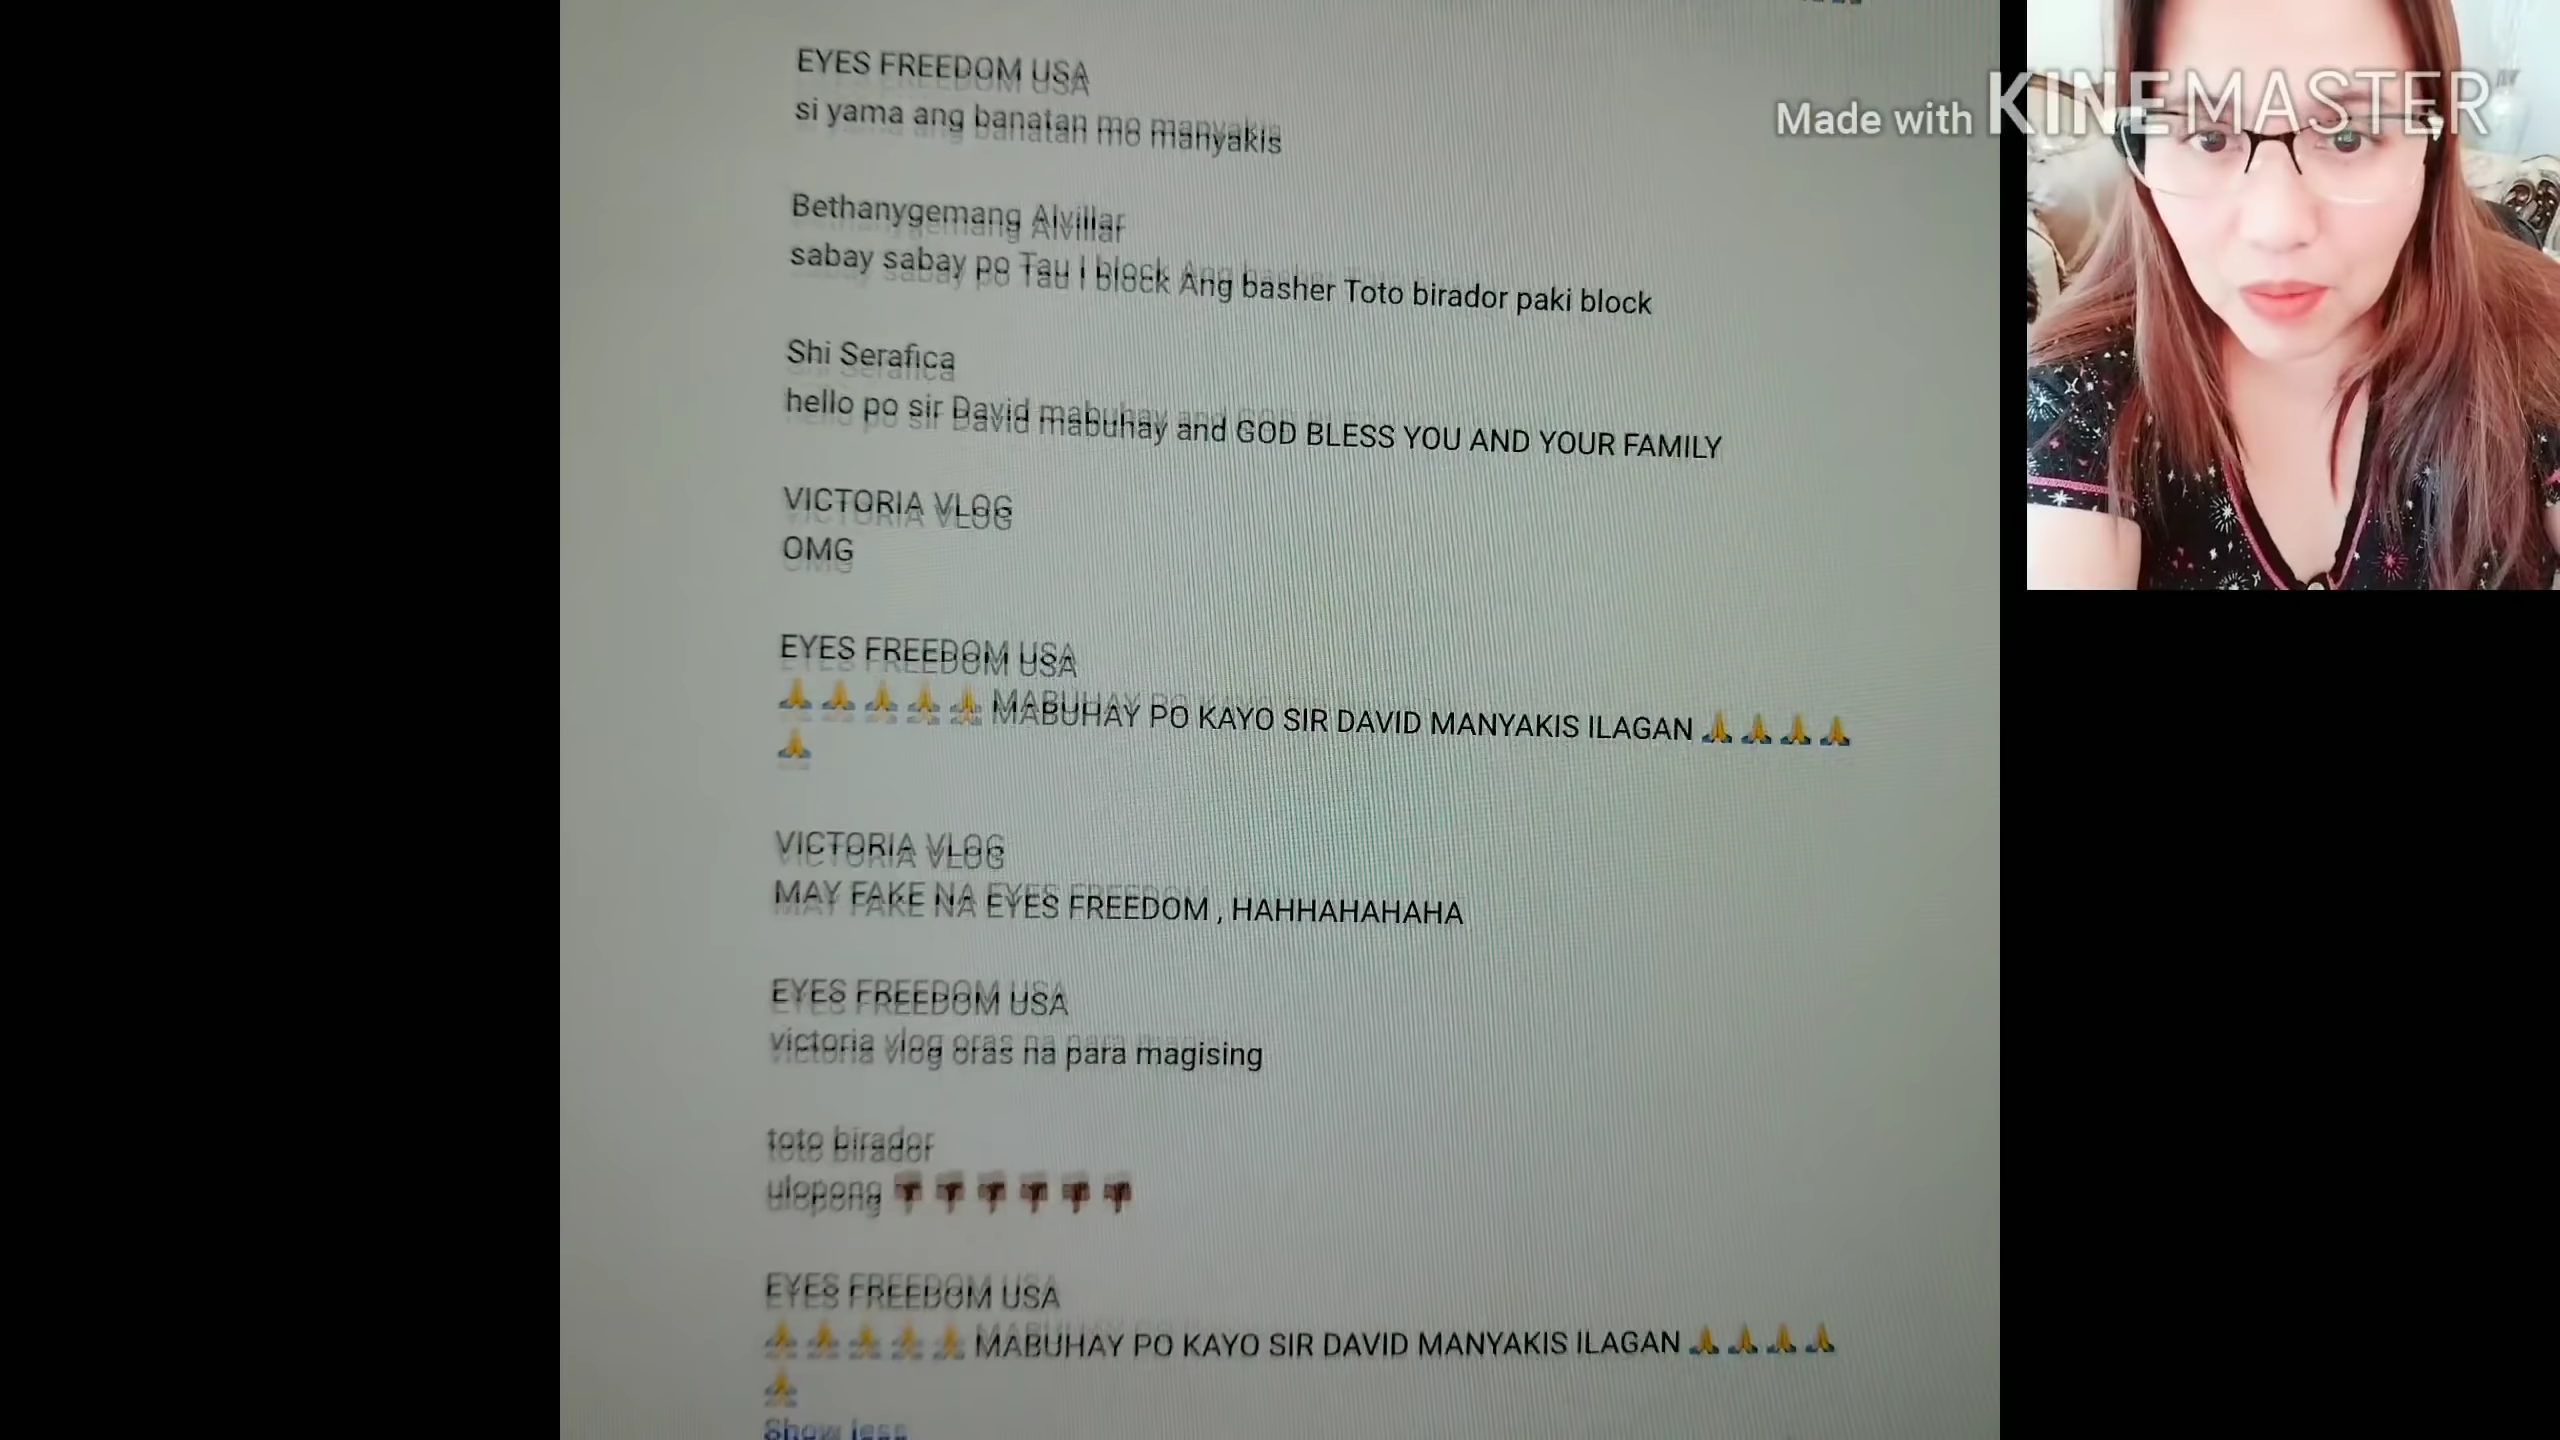 EYES FREEDOM USA
si yama ang banatan mo manyakis
Made with KINEMASTER
Bethanygemang Alvillar
sabay sabay po Tau I block Ang basher Toto birador paki block
Shi Serafica
hello po sir David mabuhay and GOD BLESS YOU AND YOUR FAMILY
VICTORIA VLOG
OMG
EYES FREEDOM USA
🙏🙏🙏🙏🙏 MABUHAY PO KAYO SIR DAVID MANYAKIS ILAGAN 🙏🙏🙏🙏
🙏
VICTORIA VLOG
MAY FAKE NA EYES FREEDOM , HAHHAHAHAHA
EYES FREEDOM USA
victoria vlog oras na para magising
toto birador
ulopong 👎🏿👎🏿👎🏿👎🏿👎🏿👎🏿
EYES FREEDOM USA
🙏🙏🙏🙏🙏 MABUHAY PO KAYO SIR DAVID MANYAKIS ILAGAN 🙏🙏🙏🙏
🙏
Show less